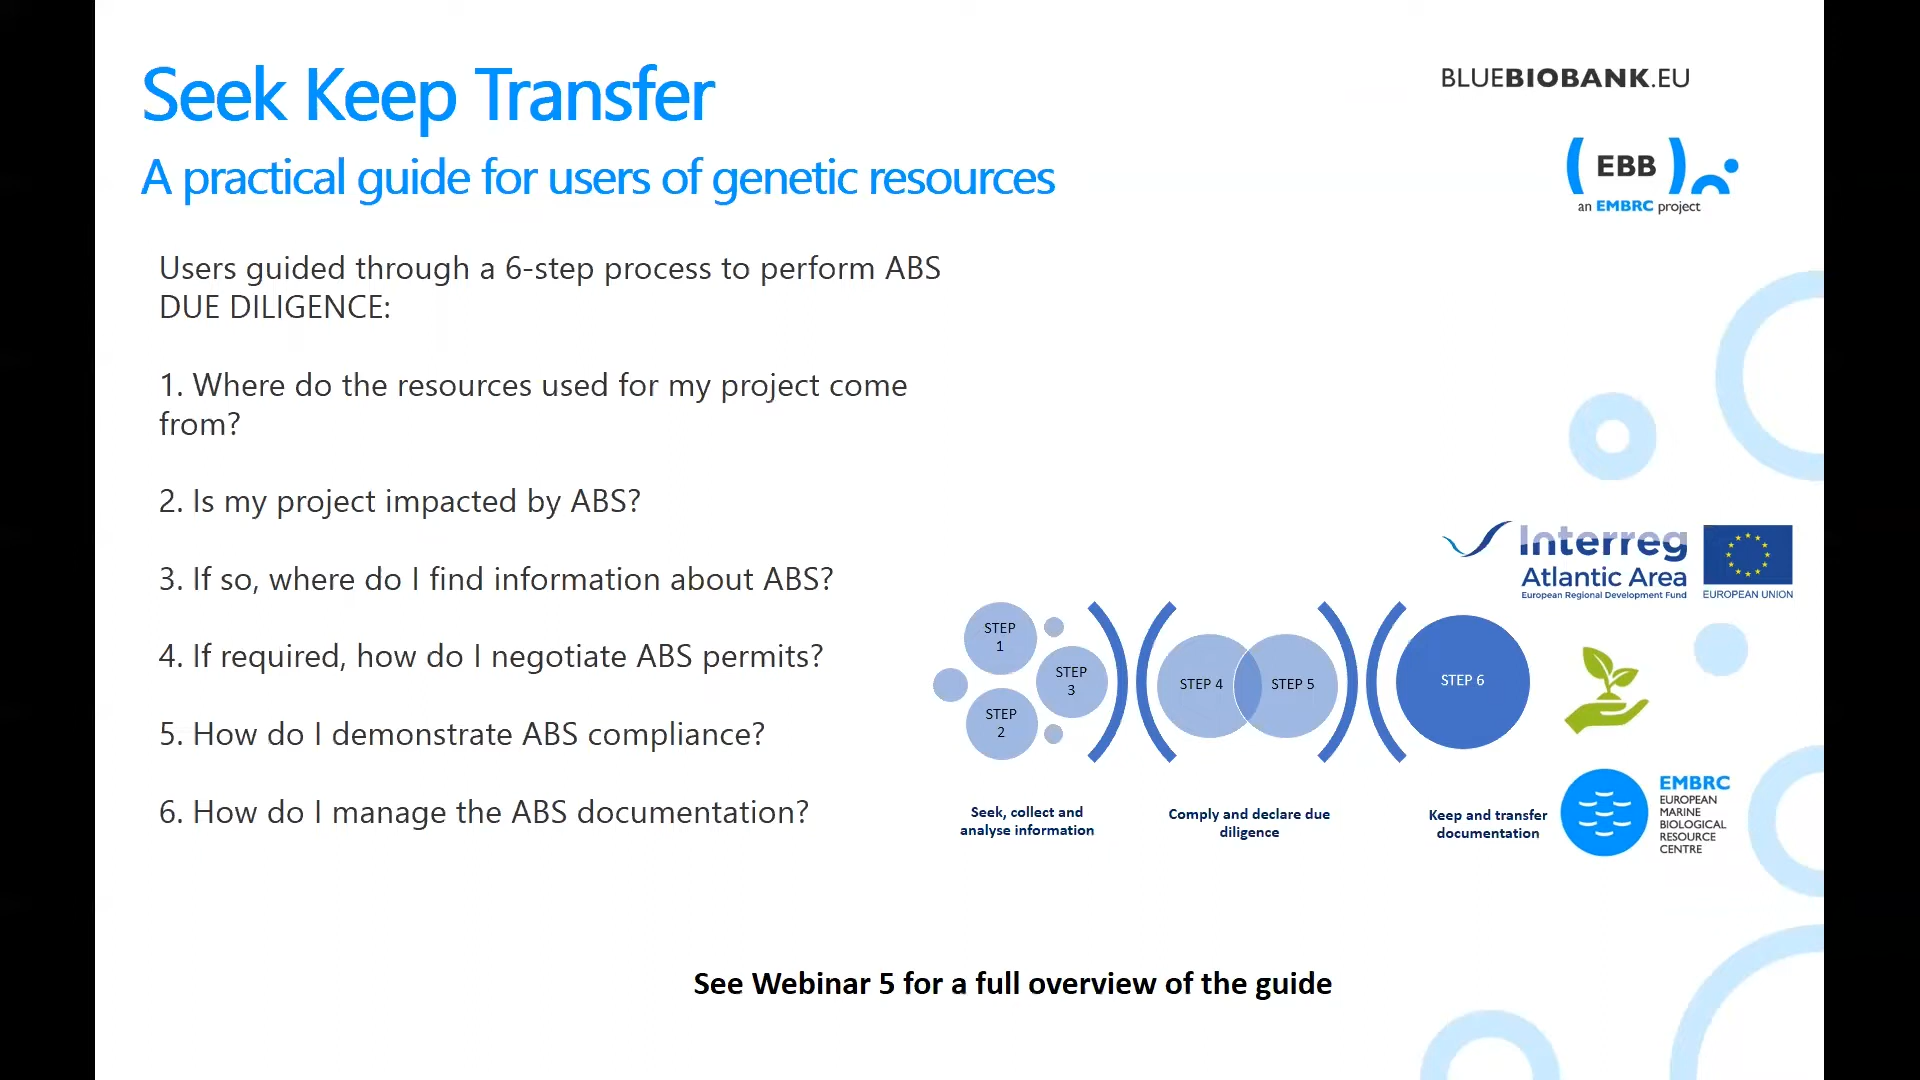 Seek Keep Transfer
A practical guide for users of genetic resources
BLUEBIOBANK.EU
EBB
an EMBRC project
Users guided through a 6-step process to perform ABS
DUE DILIGENCE:
1. Where do the resources used for my project come
from?
2. Is my project impacted by ABS?
3. If so, where do I find information about ABS?
4. If required, how do I negotiate ABS permits?
5. How do I demonstrate ABS compliance?
6. How do I manage the ABS documentation?
Interreg
Atlantic Area
European Regional Development Fund
EUROPEAN UNION
STEP
1
STEP
2
STEP
3
STEP 4
STEP 5
STEP 6
Seek, collect and
analyse information
Comply and declare due
diligence
Keep and transfer
documentation
EMBRC
EUROPEAN
MARINE
BIOLOGICAL
RESOURCE
CENTRE
See Webinar 5 for a full overview of the guide